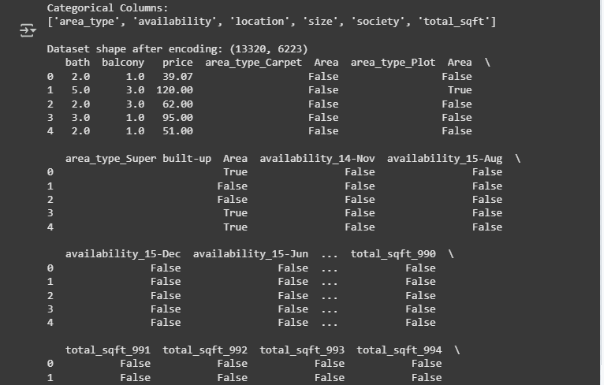 Categorical Columns:
['area_type', 'availability', 'location', 'size', 'society', 'total_sqft']
Dataset shape after encoding: (13320, 6223)
bath balcony price area_type_Carpet Area area_type_Plot Area \
0 2.0 1.0 39.07 False False
1 5.0 3.0 120.00 False True
2 2.0 3.0 62.00 False False
3 3.0 1.0 95.00 False False
4 2.0 1.0 51.00 False False
area_type_Super built-up Area availability_14-Nov availability_15-Aug \
0 True False False
1 False False False
2 False False False
3 True False False
4 True False False
availability_15-Dec availability_15-Jun ... total_sqft_990 \
0 False False ... False
1 False False ... False
2 False False ... False
3 False False ... False
4 False False ... False
total_sqft_991 total_sqft_992 total_sqft_993 total_sqft_994 \
0 False False False False
1 False False False False